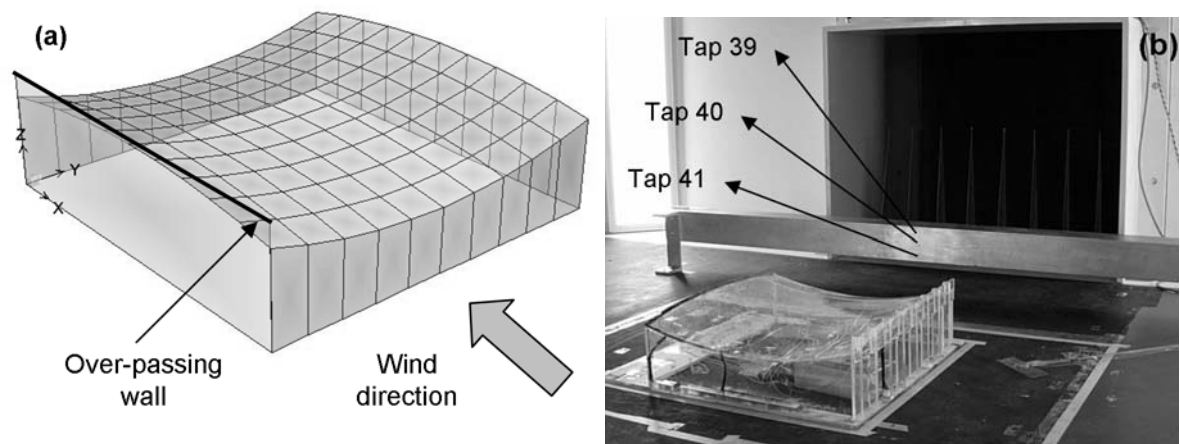 (a)
Z
Y
X
Over-passing
wall
Wind
direction
(b)
Tap 39
Tap 40
Tap 41